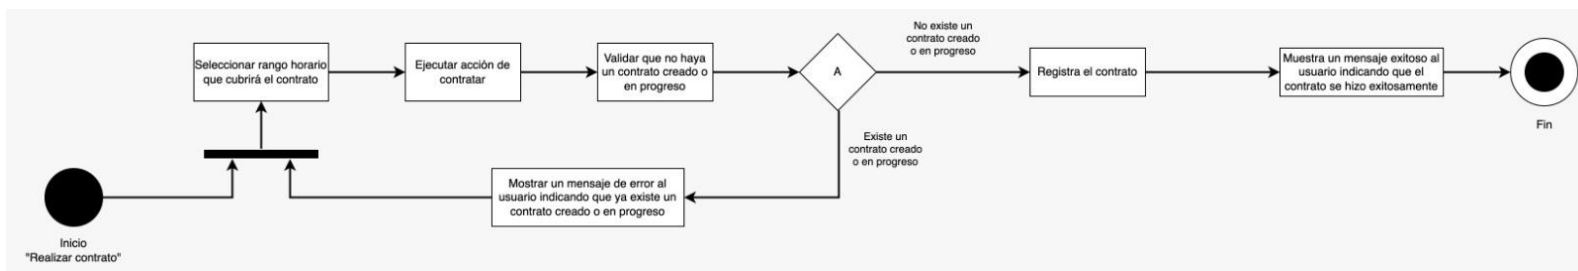 Seleccionar rango horario
que cubrirá el contrato
Ejecutar acción de
contratar
Validar que no haya
un contrato creado o
en progreso
A
No existe un
contrato creado
o en progreso
Registra el contrato
Muestra un mensaje exitoso al
usuario indicando que el
contrato se hizo exitosamente
Fin
Existe un
contrato creado
o en progreso
Mostrar un mensaje de error al
usuario indicando que ya existe un
contrato creado o en progreso
Inicio
"Realizar contrato"